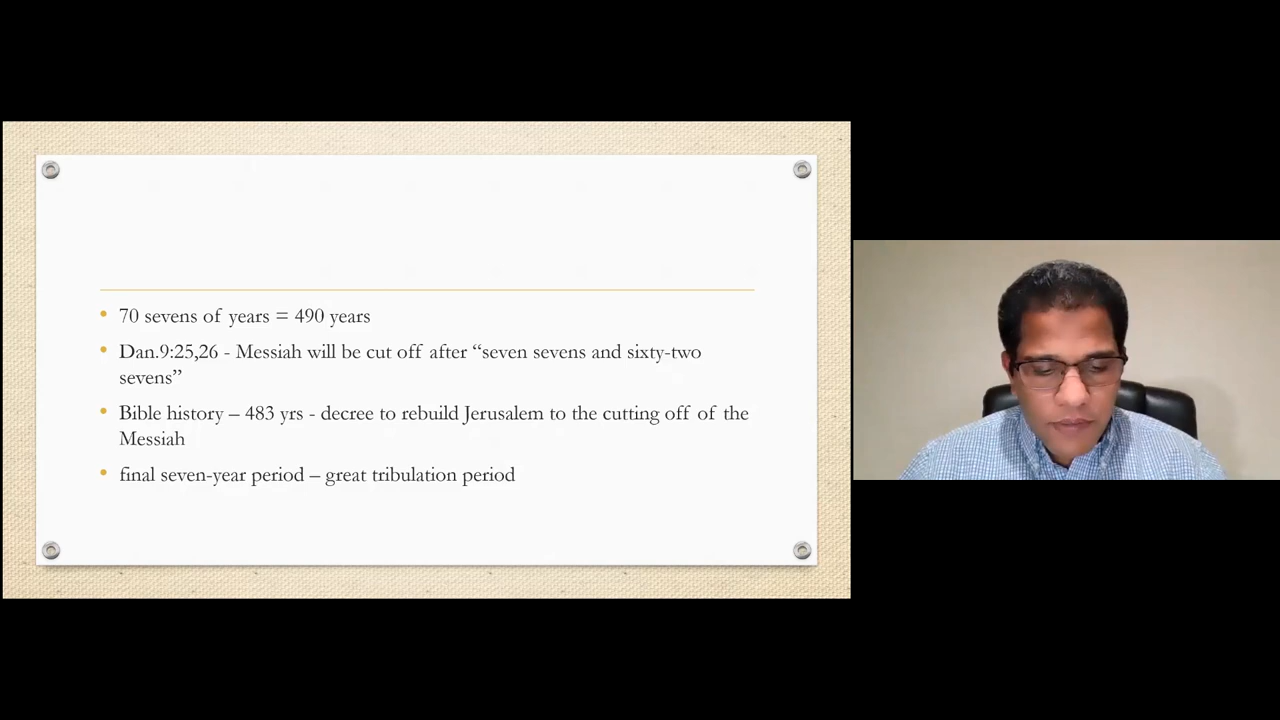 70 sevens of years = 490 years
Dan.9:25,26 - Messiah will be cut off after “seven sevens and sixty-two
sevens”
Bible history – 483 yrs - decree to rebuild Jerusalem to the cutting off of the
Messiah
final seven-year period – great tribulation period